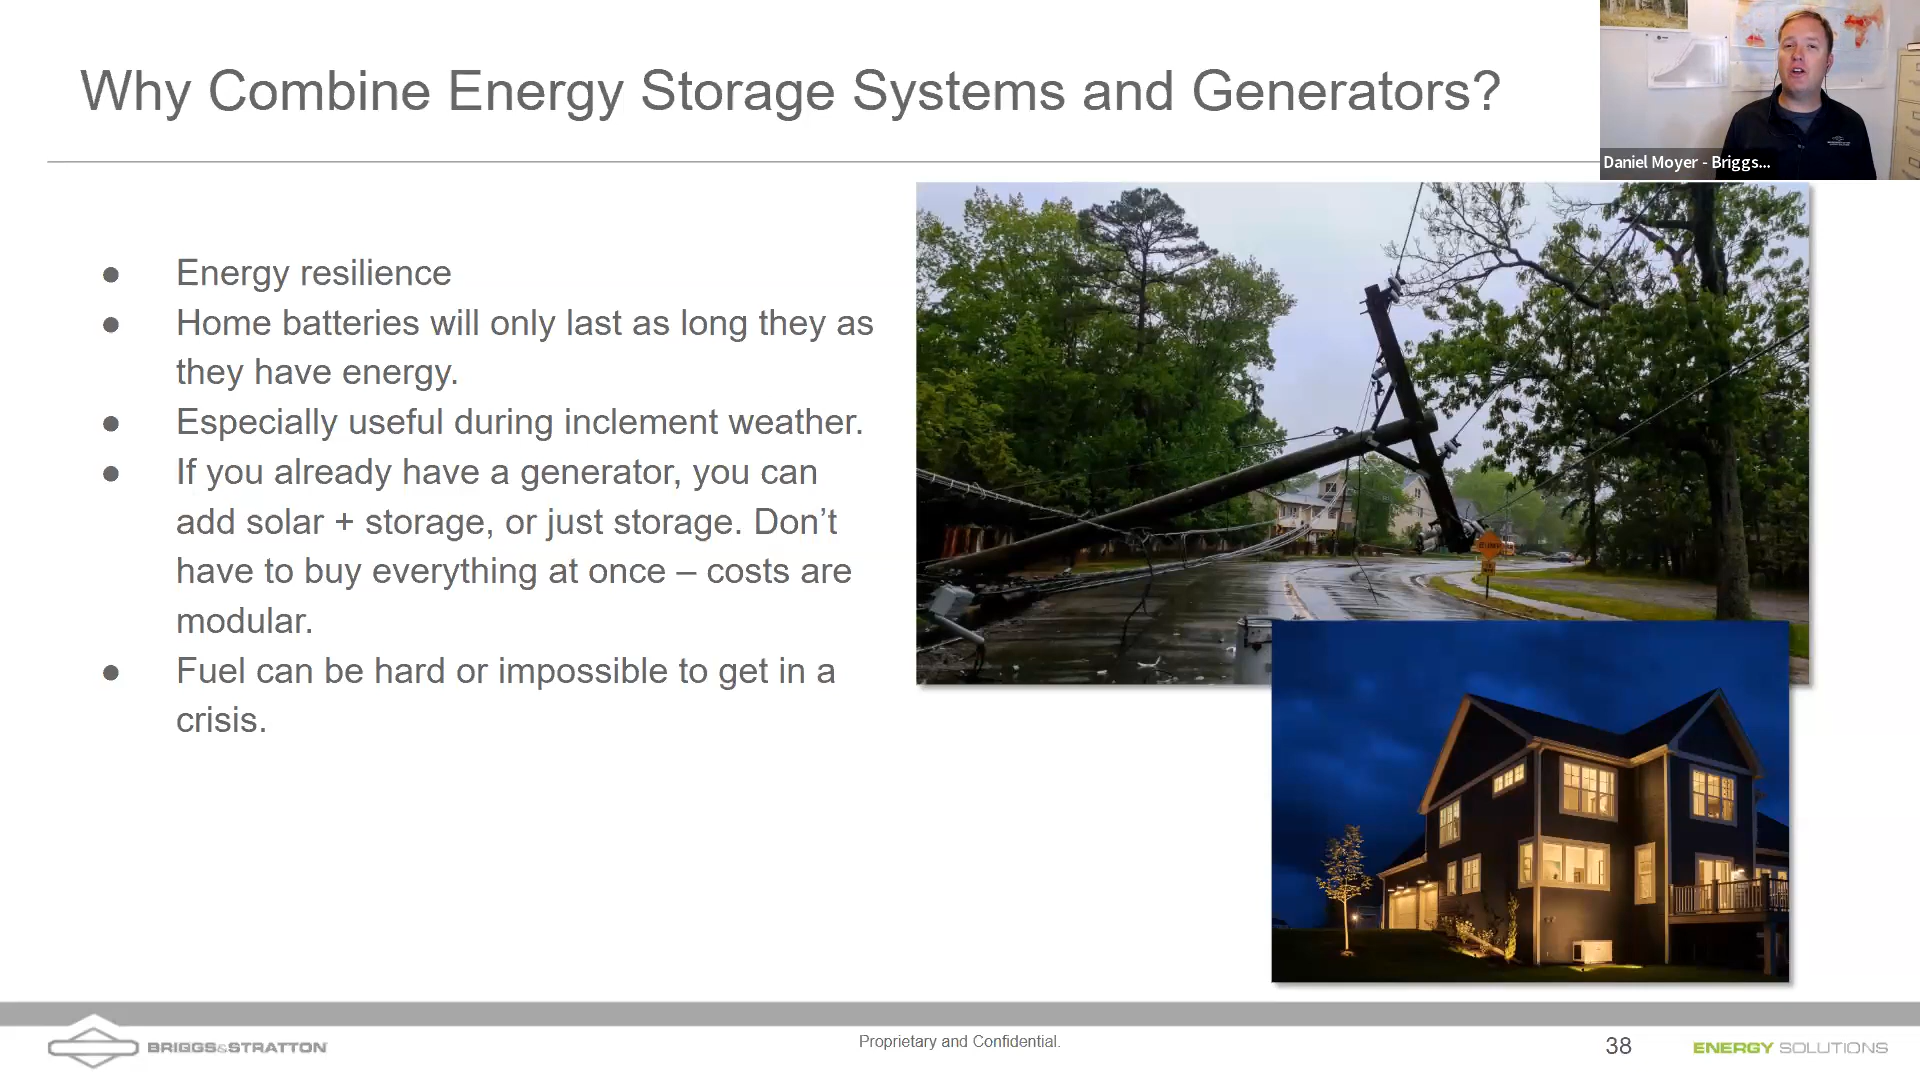 Why Combine Energy Storage Systems and Generators?
Daniel Moyer - Briggs...
● Energy resilience
● Home batteries will only last as long they as
they have energy.
● Especially useful during inclement weather.
● If you already have a generator, you can
add solar + storage, or just storage. Don’t
have to buy everything at once – costs are
modular.
● Fuel can be hard or impossible to get in a
crisis.
BRIGGS&STRATTON
Proprietary and Confidential.
38
ENERGY SOLUTIONS